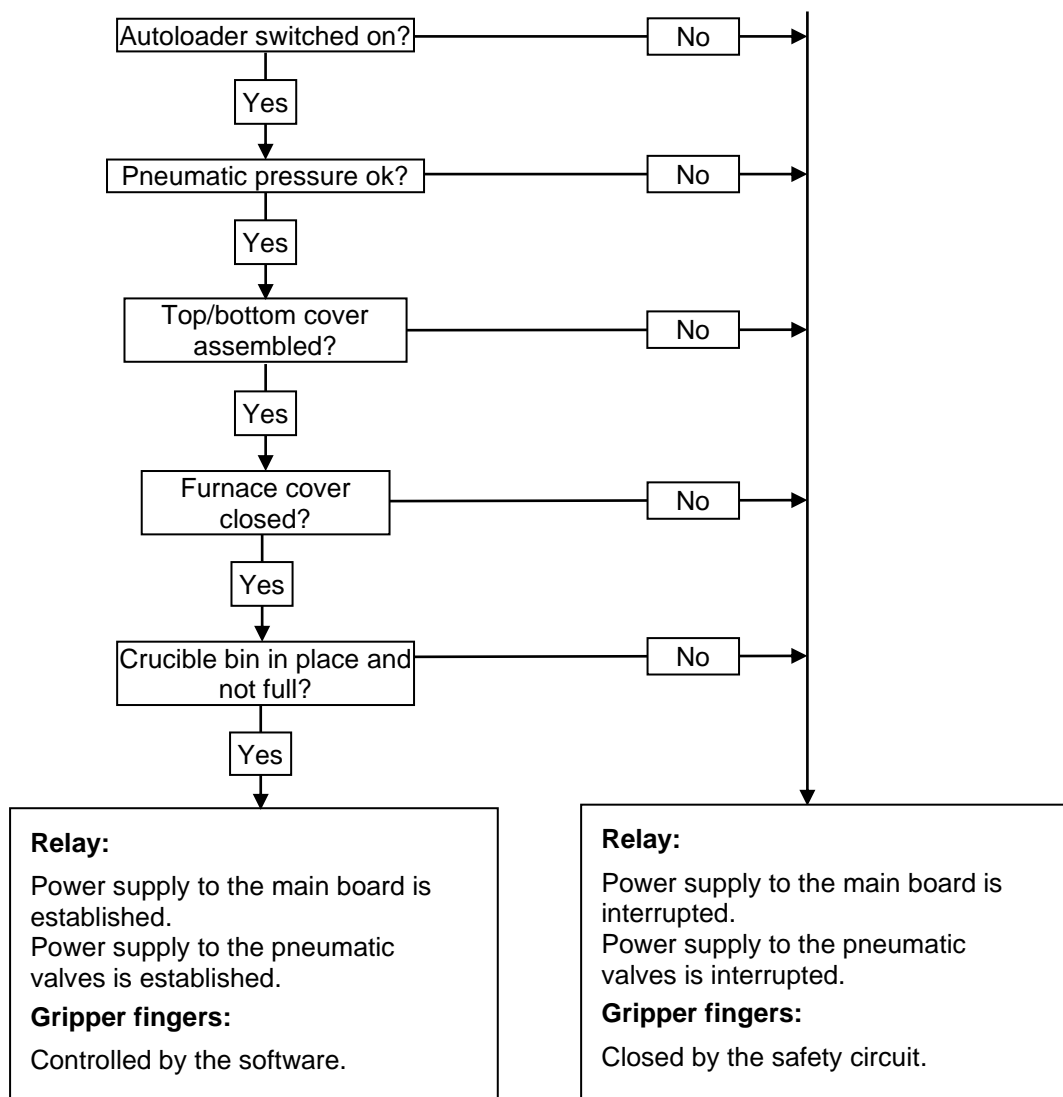 Autoloader switched on?
No
Yes
Pneumatic pressure ok?
No
Yes
Top/bottom cover
assembled?
No
Yes
Furnace cover
closed?
No
Yes
Crucible bin in place and
not full?
No
Yes
Relay:
Power supply to the main board is
established.
Power supply to the pneumatic
valves is established.
Gripper fingers:
Controlled by the software.
Relay:
Power supply to the main board is
interrupted.
Power supply to the pneumatic
valves is interrupted.
Gripper fingers:
Closed by the safety circuit.